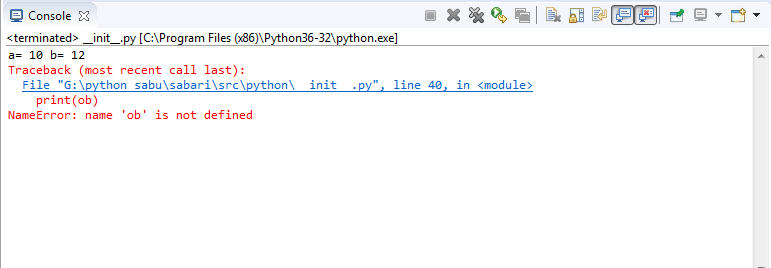 Console
<terminated> __init__.py [C:\Program Files (x86)\Python36-32\python.exe]
a= 10 b= 12
Traceback (most recent call last):
File "G:\python sabu\sabari\src\python\__init__.py", line 40, in <module>
print(ob)
NameError: name 'ob' is not defined